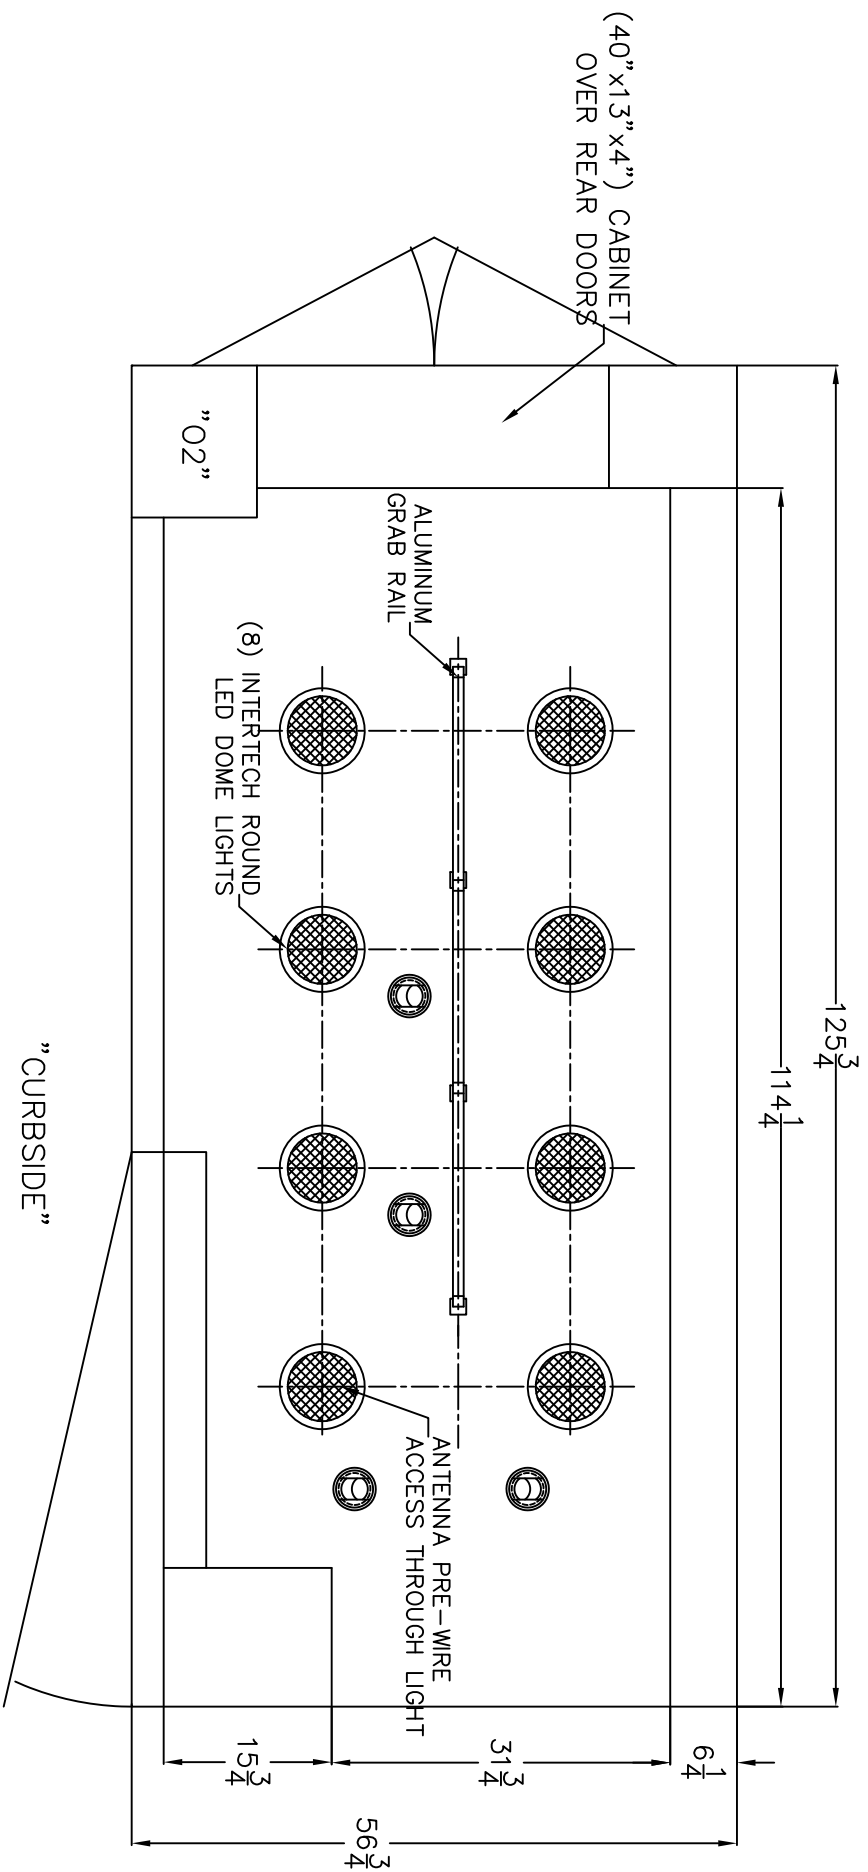 (40”x13”x4”) CABINET
OVER REAR DOORS
”O2”
ALUMINUM
GRAB RAIL
(8) INTERTECH ROUND
LED DOME LIGHTS
ANTENNA PRE-WIRE
ACCESS THROUGH LIGHT
”CURBSIDE”
125 3/4
114 1/4
6 1/4
31 3/4
15 3/4
56 3/4